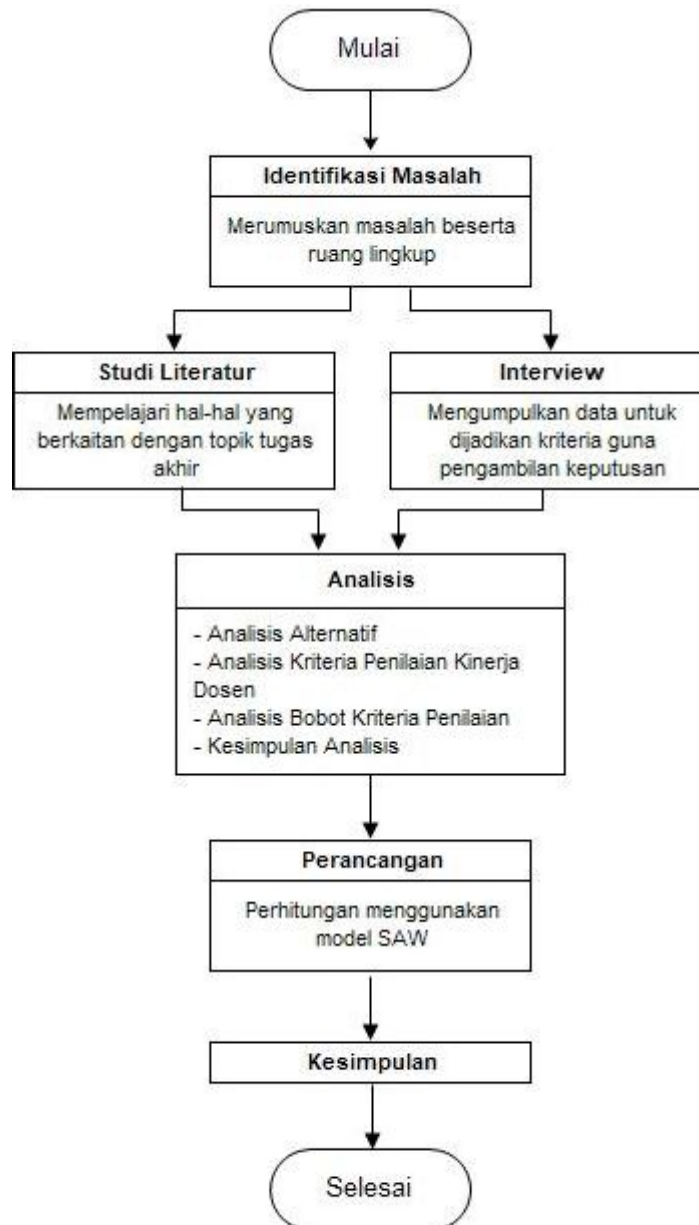 Mulai
Identifikasi Masalah
Merumuskan masalah beserta
ruang lingkup
Studi Literatur
Mempelajari hal-hal yang
berkaitan dengan topik tugas
akhir
Interview
Mengumpulkan data untuk
dijadikan kriteria guna
pengambilan keputusan
Analisis
- Analisis Alternatif
- Analisis Kriteria Penilaian Kinerja
Dosen
- Analisis Bobot Kriteria Penilaian
- Kesimpulan Analisis
Perancangan
Perhitungan menggunakan
model SAW
Kesimpulan
Selesai